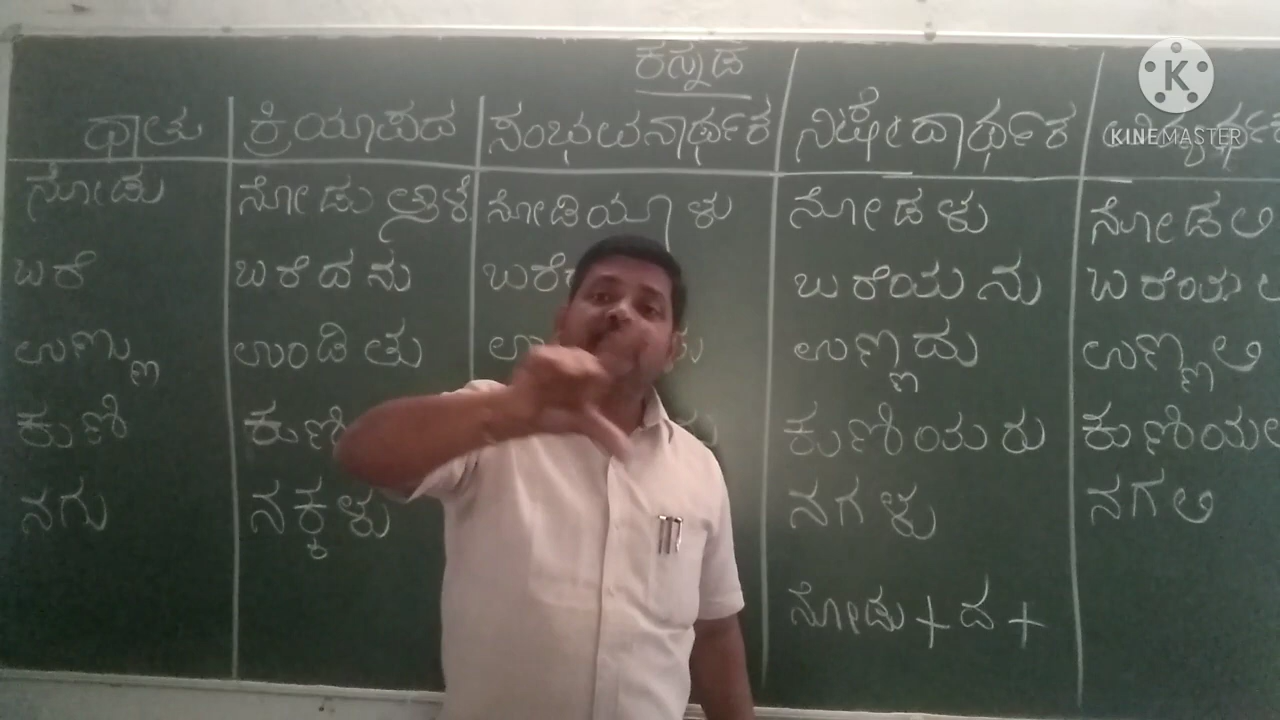 ಕನ್ನಡ
KINEMASTER
ಧಾತು ಕ್ರಿಯಾಪದ ಸಂಭಾವನಾರ್ಥಕ ನಿಷೇದಾರ್ಥಕ
ನೋಡು ನೋಡು ತ್ತಾಳೆ ನೋಡಿಯಾಳು ನೋಡಳು ನೋಡಲಿ
ಬರೆ ಬರೆದನು ಬರೆಯನು
ಉಣ್ಣು ಉಂಡಿತು ಉಣ್ಣದು ಉಣ್ಣಲಿ
ಕುಣಿ ಕುಣಿಯರು
ನಗು ನಕ್ಕಳು ನಗಳು ನಗಲಿ
ನೋಡು + ದ +